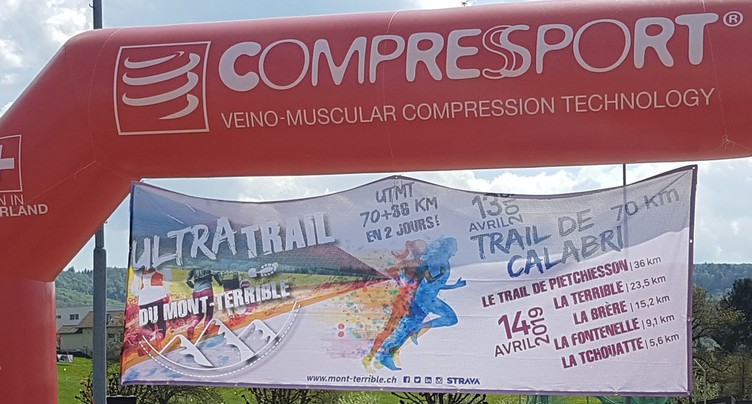 COMPRESSPORT®
VEINO-MUSCULAR COMPRESSION TECHNOLOGY
N IN
ERLAND
ULTRA TRAIL
DU MONT-TERRIBLE
UTMT
70+36 KM
EN 2 JOURS!
13
AVRIL 2019
TRAIL DE
CALABRI
70 km
14
AVRIL 2019
LE TRAIL DE PIETCHIESSON | 36 km
LA TERRIBLE | 23,5 km
LA BRÈRE | 15,2 km
LA FONTENELLE | 9,1 km
LA TCHOUATTE | 5,6 km
www.mont-terrible.ch
STRAVA